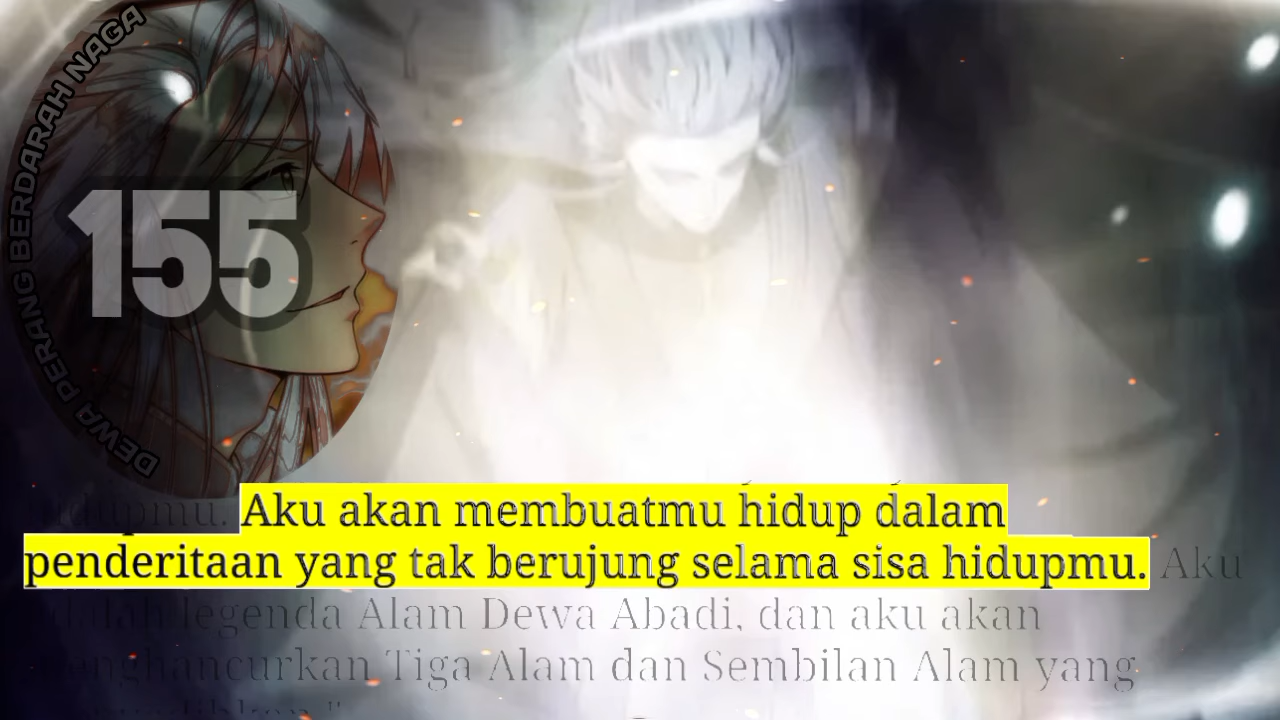 DEWA PERANG BERDARAH NAGA
155
hidupmu. Aku akan membuatmu hidup dalam
penderitaan yang tak berujung selama sisa hidupmu. Aku
legenda Alam Dewa Abadi, dan aku akan
menghancurkan Tiga Alam dan Sembilan Alam yang